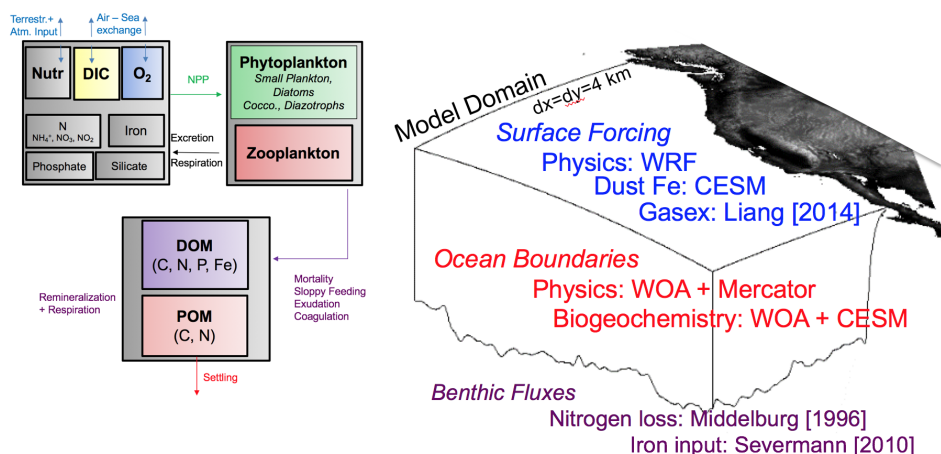 Terrestr.+
Atm. Input
Air – Sea
exchange
Nutr
DIC
O₂
N
NH₄⁺, NO₃, NO₂
Iron
Phosphate
Silicate
NPP
Excretion
Respiration
Phytoplankton
Small Plankton,
Diatoms
Cocco., Diazotrophs
Zooplankton
DOM
(C, N, P, Fe)
POM
(C, N)
Remineralization
+ Respiration
Mortality
Sloppy Feeding
Exudation
Coagulation
Settling
Model Domain
dx=dy=4 km
Surface Forcing
Physics: WRF
Dust Fe: CESM
Gasex: Liang [2014]
Ocean Boundaries
Physics: WOA + Mercator
Biogeochemistry: WOA + CESM
Benthic Fluxes
Nitrogen loss: Middelburg [1996]
Iron input: Severmann [2010]